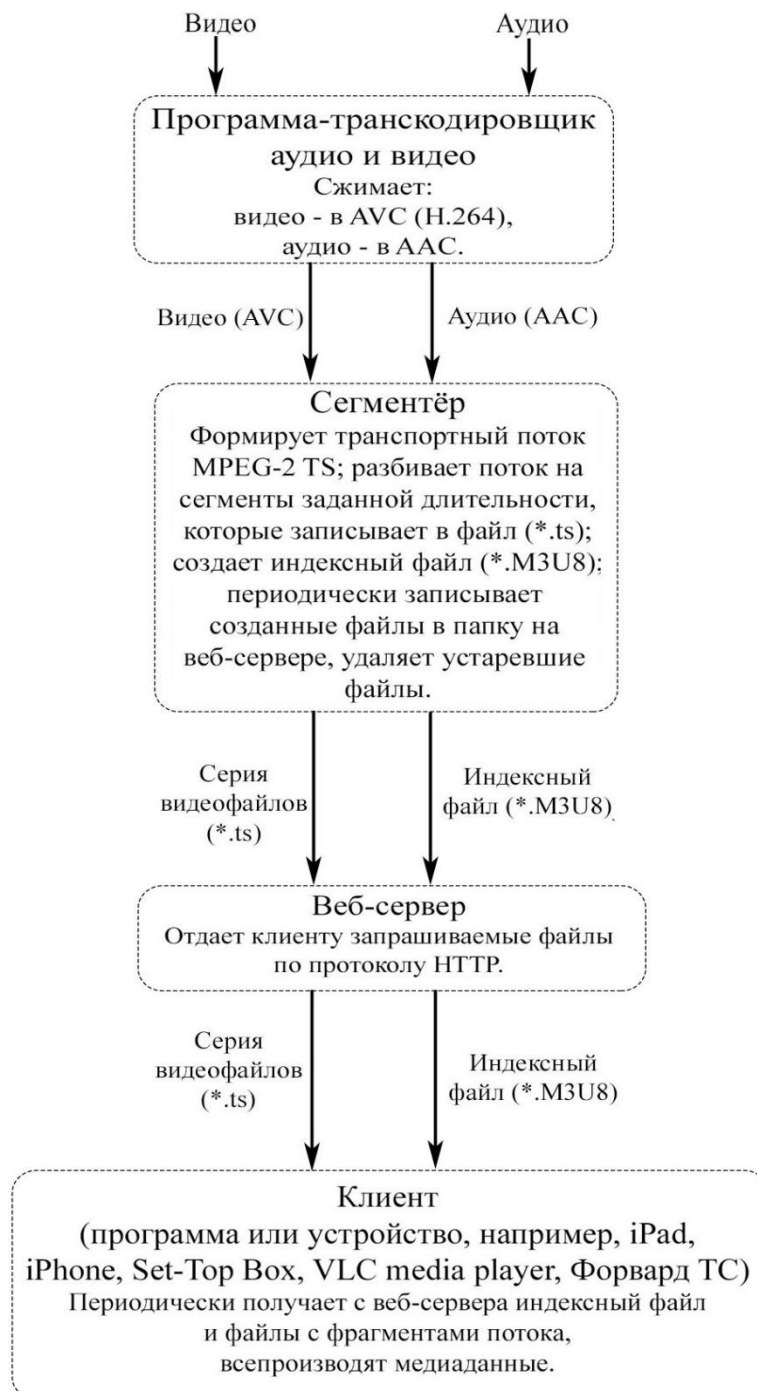 Видео
Аудио
Программа-транскодировщик
аудио и видео
Сжимает:
видео - в AVC (H.264),
аудио - в AAC.
Видео (AVC)
Аудио (AAC)
Сегментёр
Формирует транспортный поток
MPEG-2 TS; разбивает поток на
сегменты заданной длительности,
которые записывает в файл (*.ts);
создает индексный файл (*.M3U8);
периодически записывает
созданные файлы в папку на
веб-сервере, удаляет устаревшие
файлы.
Серия
видеофайлов
(*.ts)
Индексный
файл (*.M3U8)
Веб-сервер
Отдает клиенту запрашиваемые файлы
по протоколу HTTP.
Серия
видеофайлов
(*.ts)
Индексный
файл (*.M3U8)
Клиент
(программа или устройство, например, iPad,
iPhone, Set-Top Box, VLC media player, Форвард ТС)
Периодически получает с веб-сервера индексный файл
и файлы с фрагментами потока,
всепроизводят медиаданные.